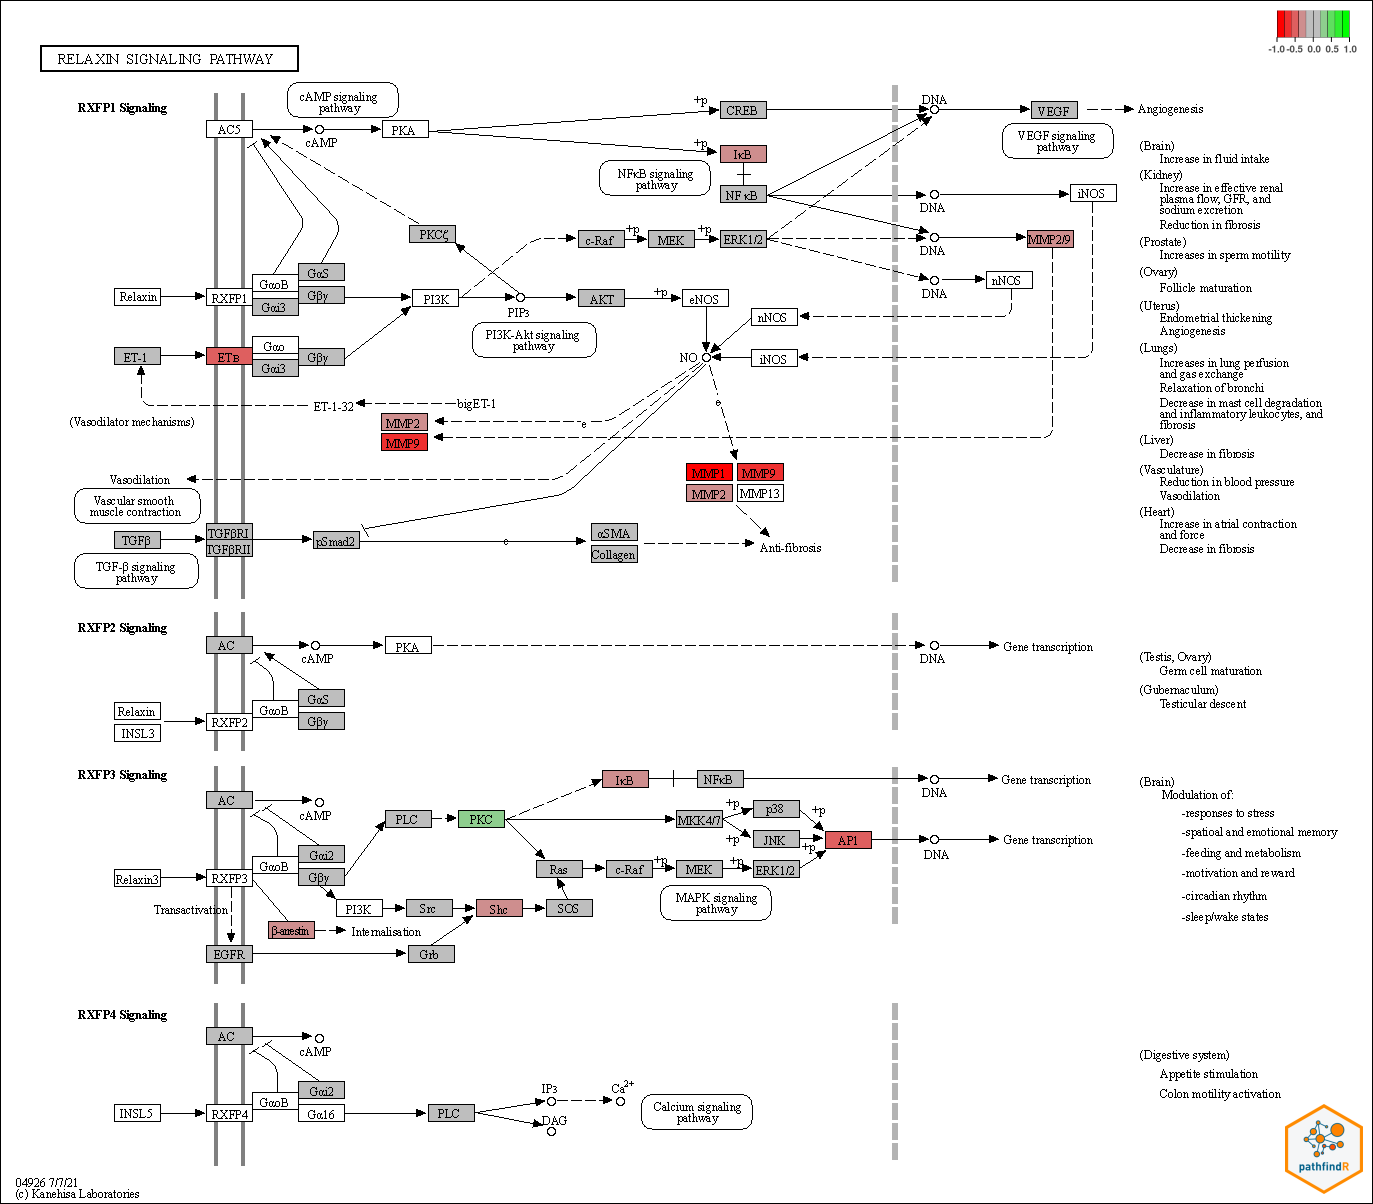 -1.0 -0.5 0.0 0.5 1.0
RELAXIN SIGNALING PATHWAY
RXFP1 Signaling
cAMP signaling
pathway
AC5
cAMP
PKA
+p
CREB
DNA
VEGF
Angiogenesis
VEGF signaling
pathway
+p
IκB
NFκB signaling
pathway
NFκB
DNA
iNOS
PKCζ
c-Raf
+p
MEK
+p
ERK1/2
DNA
MMP2/9
DNA
nNOS
Relaxin
RXFP1
GαoB
GαS
Gβγ
Gαi3
PI3K
PIP3
AKT
+p
eNOS
PI3K-Akt signaling
pathway
nNOS
ET-1
ETB
Gαo
Gαi3
Gβγ
NO
iNOS
ET-1-32
bigET-1
(Vasodilator mechanisms)
MMP2
MMP9
e
e
MMP1
MMP9
MMP2
MMP13
Vasodilation
Vascular smooth
muscle contraction
TGFβ
TGFβRI
TGFβRII
pSmad2
e
αSMA
Collagen
Anti-fibrosis
TGF-β signaling
pathway
(Brain)
Increase in fluid intake
(Kidney)
Increase in effective renal
plasma flow, GFR, and
sodium excretion
Reduction in fibrosis
(Prostate)
Increases in sperm motility
(Ovary)
Follicle maturation
(Uterus)
Endometrial thickening
Angiogenesis
(Lungs)
Increases in lung perfusion
and gas exchange
Relaxation of bronchi
Decrease in mast cell degradation
and inflammatory leukocytes, and
fibrosis
(Liver)
Decrease in fibrosis
(Vasculature)
Reduction in blood pressure
Vasodilation
(Heart)
Increase in atrial contraction
and force
Decrease in fibrosis
RXFP2 Signaling
AC
cAMP
PKA
DNA
Gene transcription
Relaxin
INSL3
RXFP2
GαoB
GαS
Gβγ
(Testis, Ovary)
Germ cell maturation
(Gubernaculum)
Testicular descent
RXFP3 Signaling
AC
cAMP
PLC
PKC
IκB
NFκB
DNA
Gene transcription
MKK4/7
+p
p38
+p
+p
JNK
+p
AP1
DNA
Gene transcription
Relaxin3
RXFP3
GαoB
Gαi2
Gβγ
Ras
c-Raf
+p
MEK
+p
ERK1/2
MAPK signaling
pathway
Transactivation
PI3K
Src
Shc
SOS
β-arrestin
Internalisation
EGFR
Grb
(Brain)
Modulation of:
-responses to stress
-spatioal and emotional memory
-feeding and metabolism
-motivation and reward
-circadian rhythm
-sleep/wake states
RXFP4 Signaling
AC
cAMP
INSL5
RXFP4
GαoB
Gαi2
Gα16
PLC
IP3
DAG
Ca2+
Calcium signaling
pathway
(Digestive system)
Appetite stimulation
Colon motility activation
pathfindR
04926 7/7/21
(c) Kanehisa Laboratories